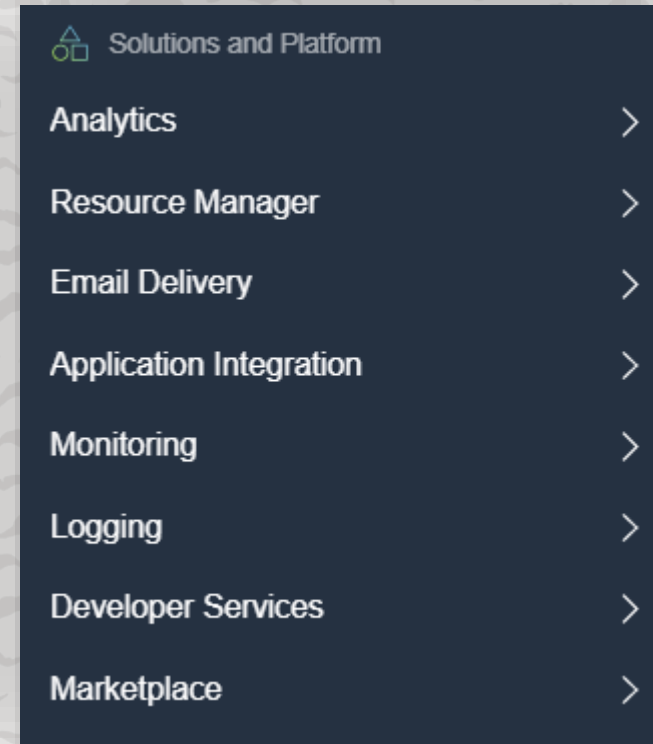 Solutions and Platform
Analytics
Resource Manager
Email Delivery
Application Integration
Monitoring
Logging
Developer Services
Marketplace